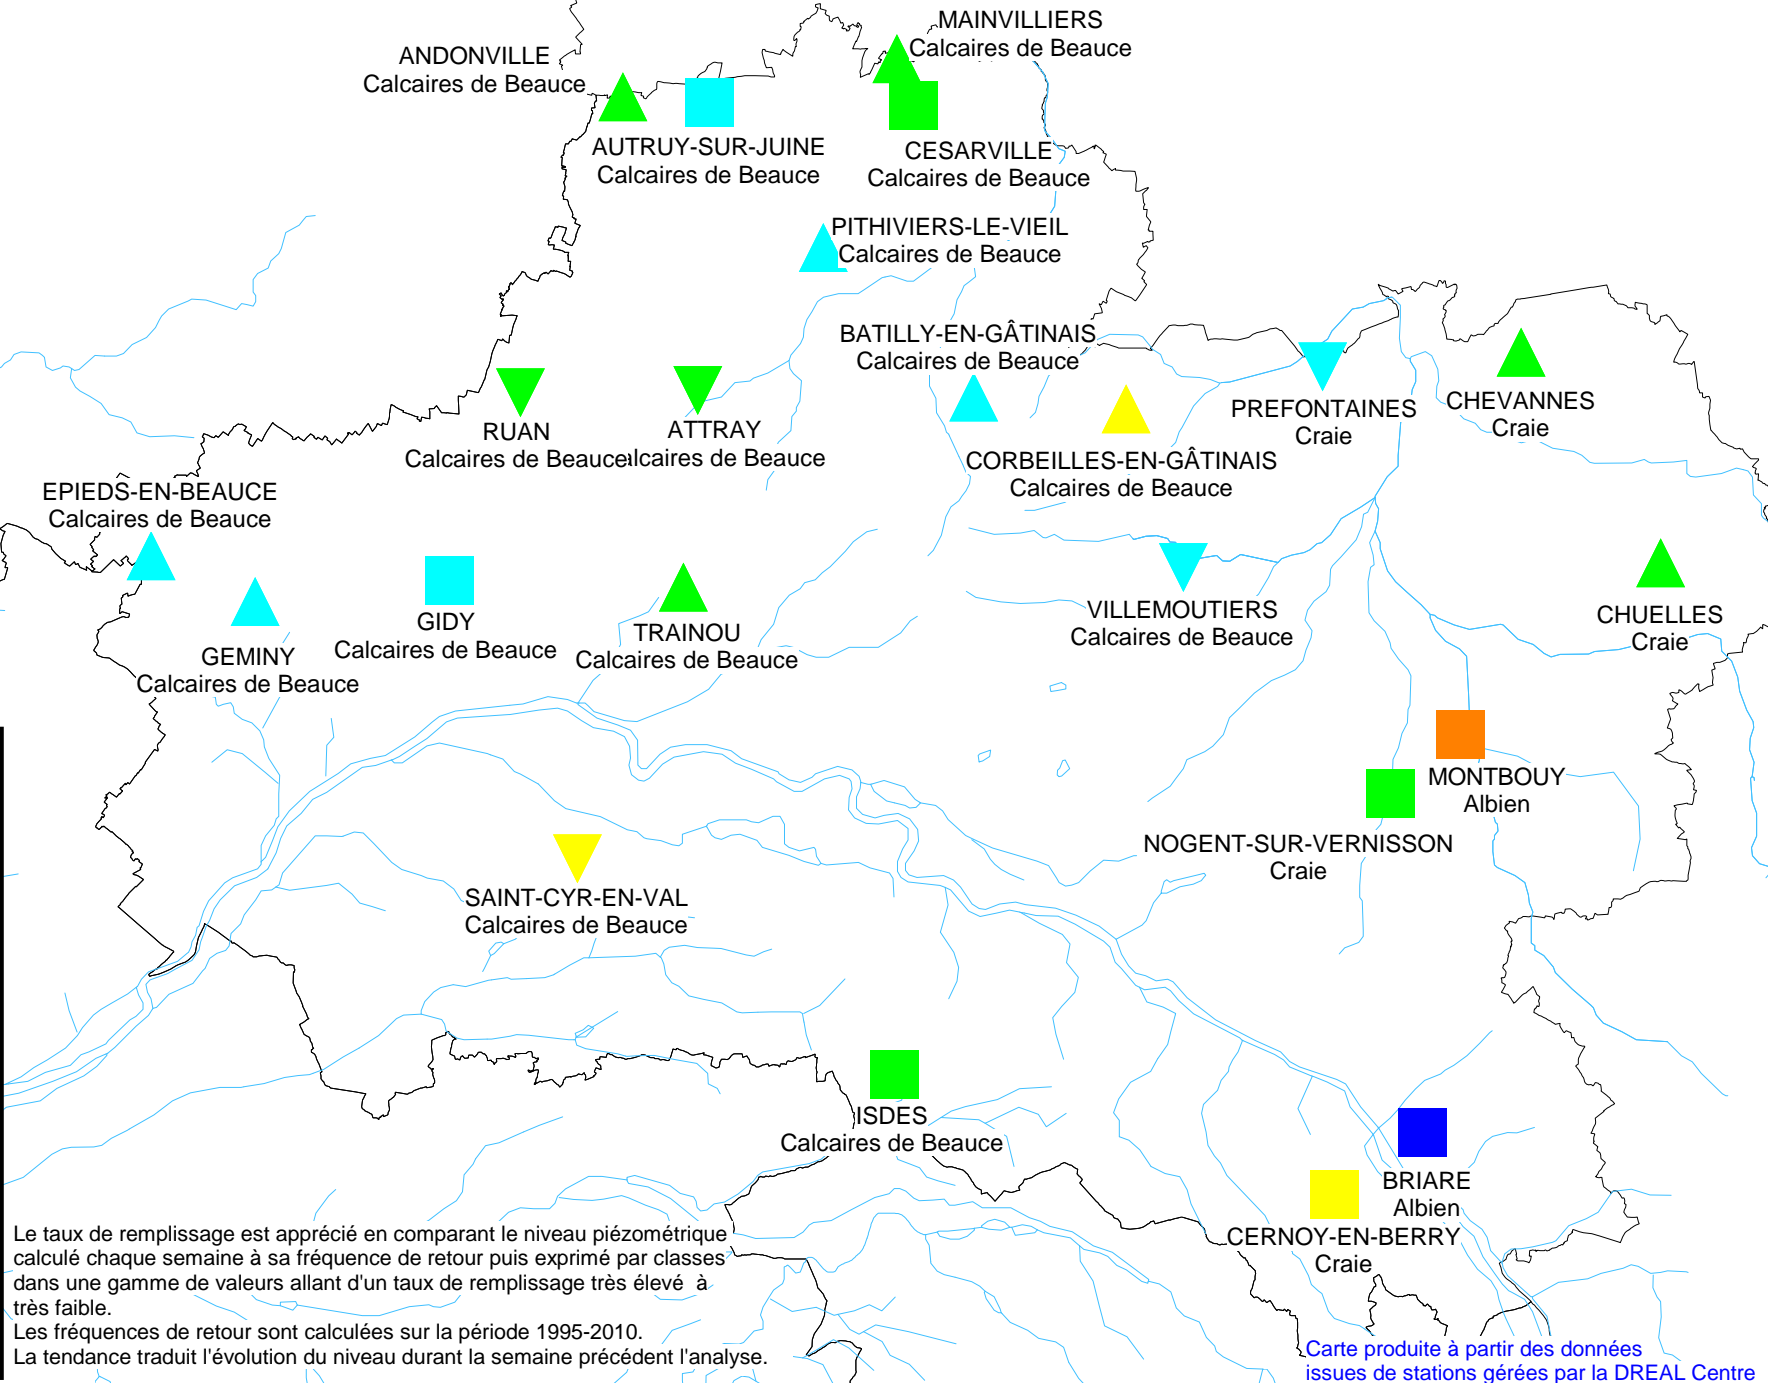 MAINVILLIERS
Calcaires de Beauce
ANDONVILLE
Calcaires de Beauce
AUTRUY-SUR-JUINE
Calcaires de Beauce
CESARVILLE
Calcaires de Beauce
PITHIVIERS-LE-VIEIL
Calcaires de Beauce
BATILLY-EN-GÂTINAIS
Calcaires de Beauce
PREFONTAINES
Craie
CHEVANNES
Craie
RUAN
Calcaires de Beauce
ATTRAY
alcaires de Beauce
CORBEILLES-EN-GÂTINAIS
Calcaires de Beauce
EPIEDS-EN-BEAUCE
Calcaires de Beauce
GEMINY
Calcaires de Beauce
GIDY
Calcaires de Beauce
TRAINOU
Calcaires de Beauce
VILLEMOUTIERS
Calcaires de Beauce
CHUELLES
Craie
MONTBOUY
Albien
NOGENT-SUR-VERNISSON
Craie
SAINT-CYR-EN-VAL
Calcaires de Beauce
ISDES
Calcaires de Beauce
BRIARE
Albien
CERNOY-EN-BERRY
Craie
Le taux de remplissage est apprécié en comparant le niveau piézométrique
calculé chaque semaine à sa fréquence de retour puis exprimé par classes
dans une gamme de valeurs allant d'un taux de remplissage très élevé à
très faible.
Les fréquences de retour sont calculées sur la période 1995-2010.
La tendance traduit l'évolution du niveau durant la semaine précédent l'analyse.
Carte produite à partir des données
issues de stations gérées par la DREAL Centre